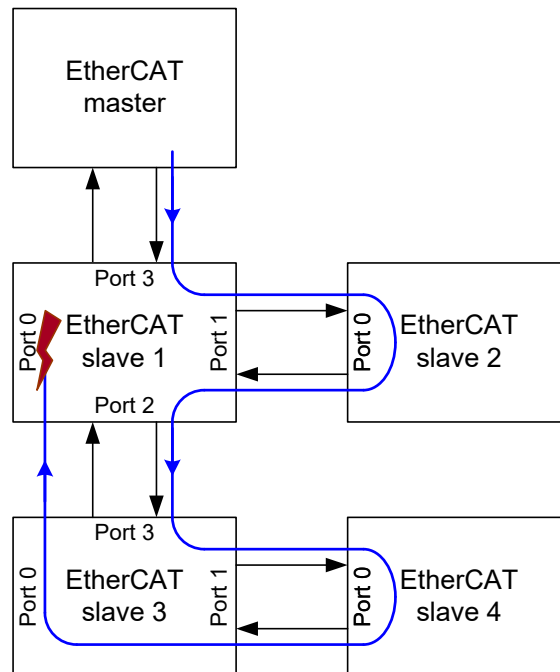 EtherCAT
master
Port 3
Port 0
EtherCAT
slave 1
Port 1
Port 2
Port 0
EtherCAT
slave 2
Port 3
Port 0
EtherCAT
slave 3
Port 1
Port 0
EtherCAT
slave 4